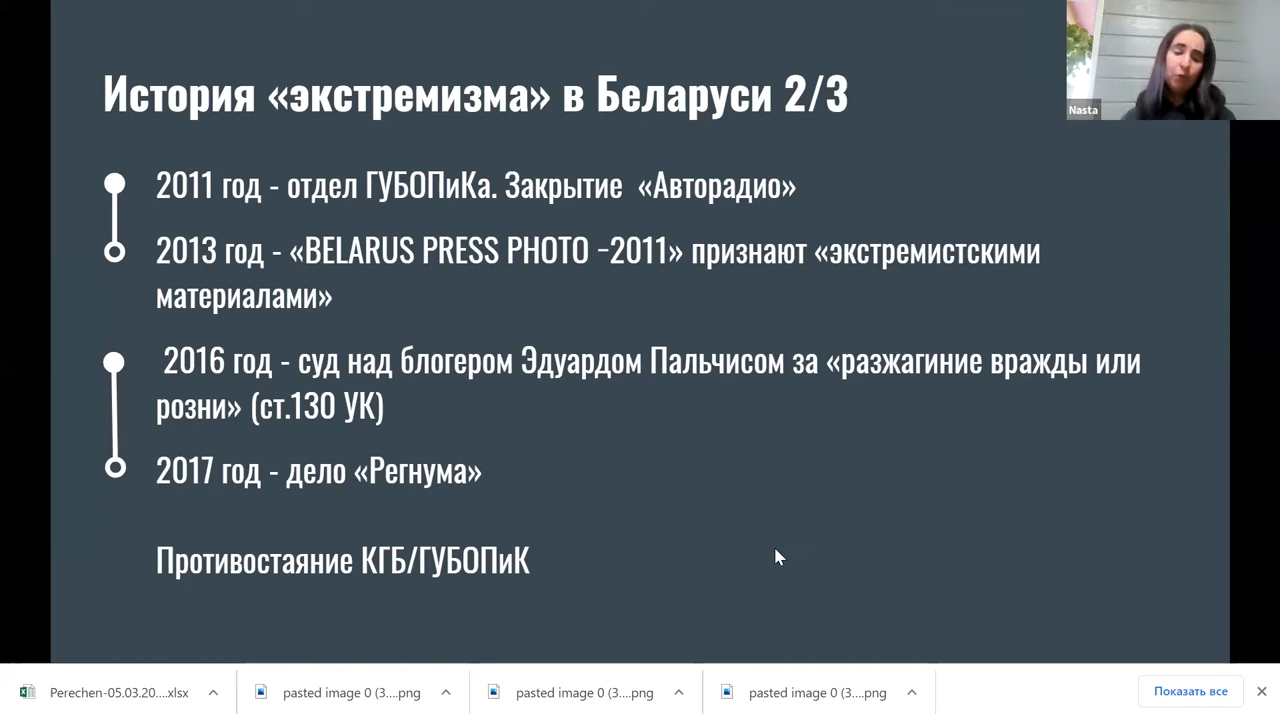 История «экстремизма» в Беларуси 2/3
Nasta
2011 год - отдел ГУБОПиКа. Закрытие «Авторадио»
2013 год - «BELARUS PRESS PHOTO -2011» признают «экстремистскими
материалами»
2016 год - суд над блогером Эдуардом Пальчисом за «разжагиние вражды или
розни» (ст.130 УК)
2017 год - дело «Регнума»
Противостаяние КГБ/ГУБОПиК
Perechen-05.03.20....xlsx
pasted image 0 (3....png
pasted image 0 (3....png
pasted image 0 (3....png
Показать все